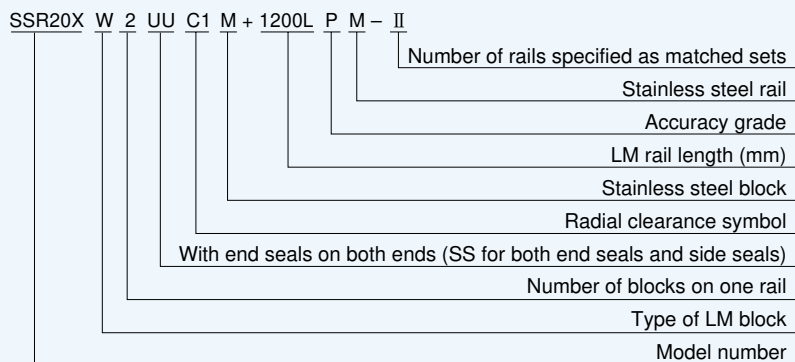 SSR20X W 2 UU C1 M + 1200L P M – Ⅱ
Number of rails specified as matched sets
Stainless steel rail
Accuracy grade
LM rail length (mm)
Stainless steel block
Radial clearance symbol
With end seals on both ends (SS for both end seals and side seals)
Number of blocks on one rail
Type of LM block
Model number